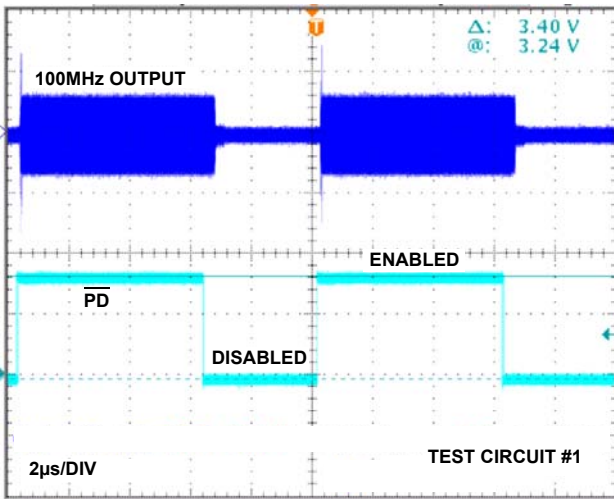 T
Δ: 3.40 V
@: 3.24 V
100MHz OUTPUT
ENABLED
PD
DISABLED
2µs/DIV
TEST CIRCUIT #1